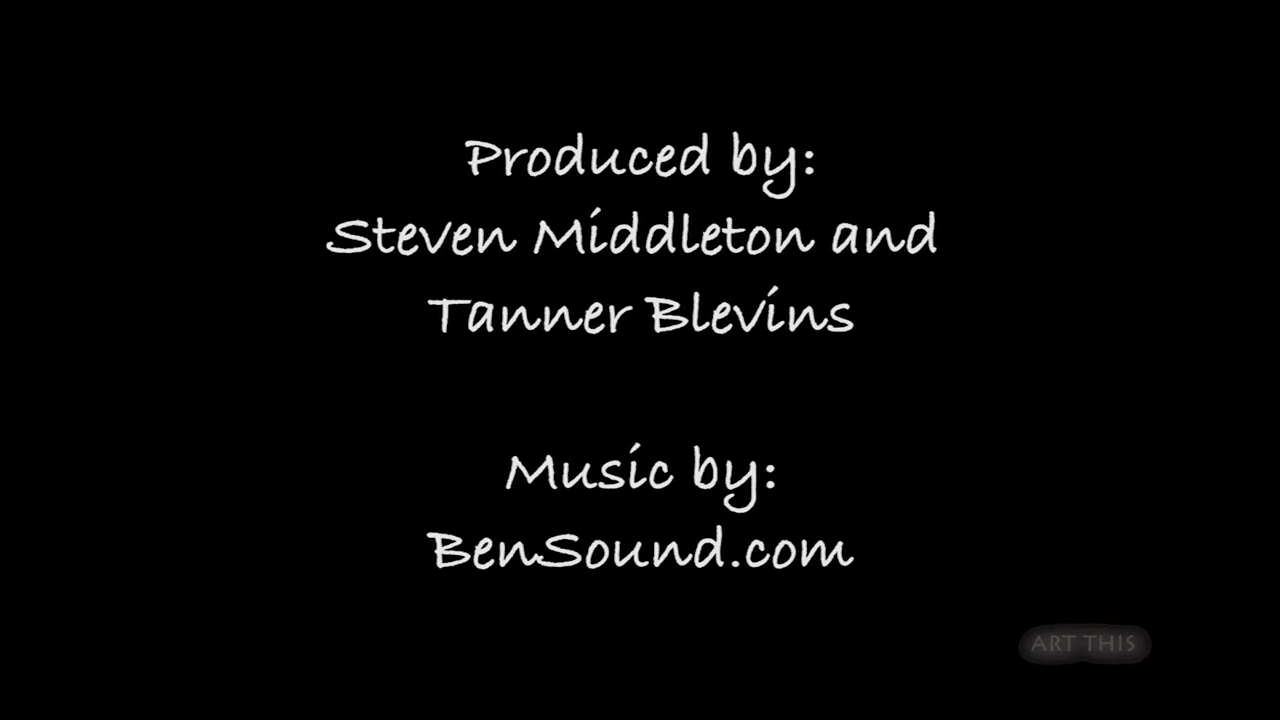 Produced by:
Steven Middleton and
Tanner Blevins
Music by:
BenSound.com
ART THIS